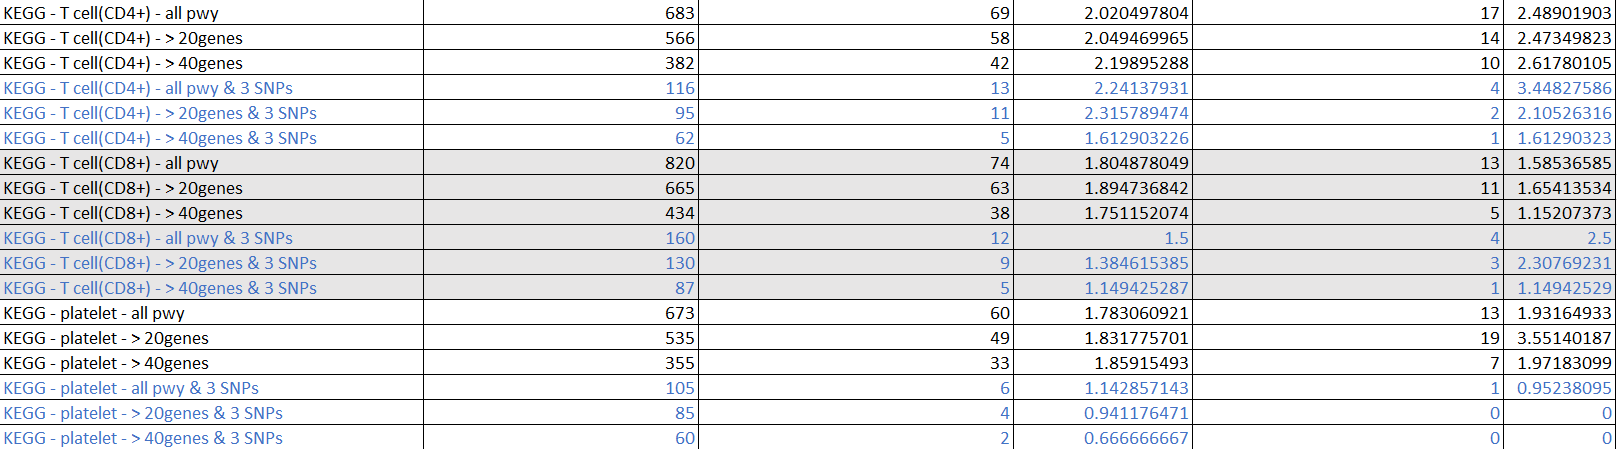 KEGG - T cell(CD4+) - all pwy 683 69 2.020497804 17 2.48901903
KEGG - T cell(CD4+) - > 20genes 566 58 2.049469965 14 2.47349823
KEGG - T cell(CD4+) - > 40genes 382 42 2.19895288 10 2.61780105
KEGG - T cell(CD4+) - all pwy & 3 SNPs 116 13 2.24137931 4 3.44827586
KEGG - T cell(CD4+) - > 20genes & 3 SNPs 95 11 2.315789474 2 2.10526316
KEGG - T cell(CD4+) - > 40genes & 3 SNPs 62 5 1.612903226 1 1.61290323
KEGG - T cell(CD8+) - all pwy 820 74 1.804878049 13 1.58536585
KEGG - T cell(CD8+) - > 20genes 665 63 1.894736842 11 1.65413534
KEGG - T cell(CD8+) - > 40genes 434 38 1.751152074 5 1.15207373
KEGG - T cell(CD8+) - all pwy & 3 SNPs 160 12 1.5 4 2.5
KEGG - T cell(CD8+) - > 20genes & 3 SNPs 130 9 1.384615385 3 2.30769231
KEGG - T cell(CD8+) - > 40genes & 3 SNPs 87 5 1.149425287 1 1.14942529
KEGG - platelet - all pwy 673 60 1.783060921 13 1.93164933
KEGG - platelet - > 20genes 535 49 1.831775701 19 3.55140187
KEGG - platelet - > 40genes 355 33 1.85915493 7 1.97183099
KEGG - platelet - all pwy & 3 SNPs 105 6 1.142857143 1 0.95238095
KEGG - platelet - > 20genes & 3 SNPs 85 4 0.941176471 0 0
KEGG - platelet - > 40genes & 3 SNPs 60 2 0.666666667 0 0